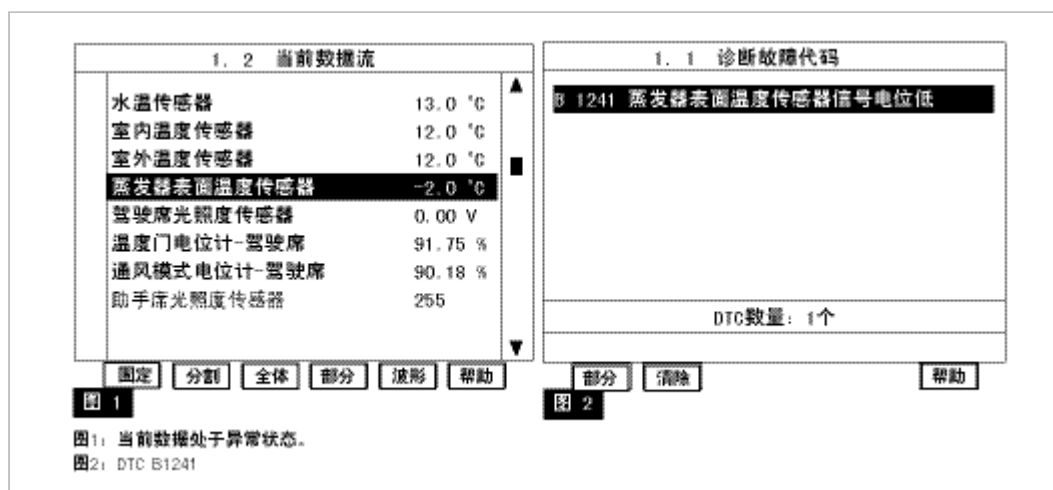 1. 2 当前数据流
水温传感器 13.0 °C
室内温度传感器 12.0 °C
室外温度传感器 12.0 °C
蒸发器表面温度传感器 -2.0 °C
驾驶席光照度传感器 0.00 V
温度门电位计-驾驶席 91.75 %
通风模式电位计-驾驶席 90.18 %
助手席光照度传感器 255
固定 分割 全体 部分 波形 帮助
图 1
1. 1 诊断故障代码
B 1241 蒸发器表面温度传感器信号电位低
DTC数量: 1个
部分 清除 帮助
图 2
图1: 当前数据处于异常状态.
图2: DTC B1241